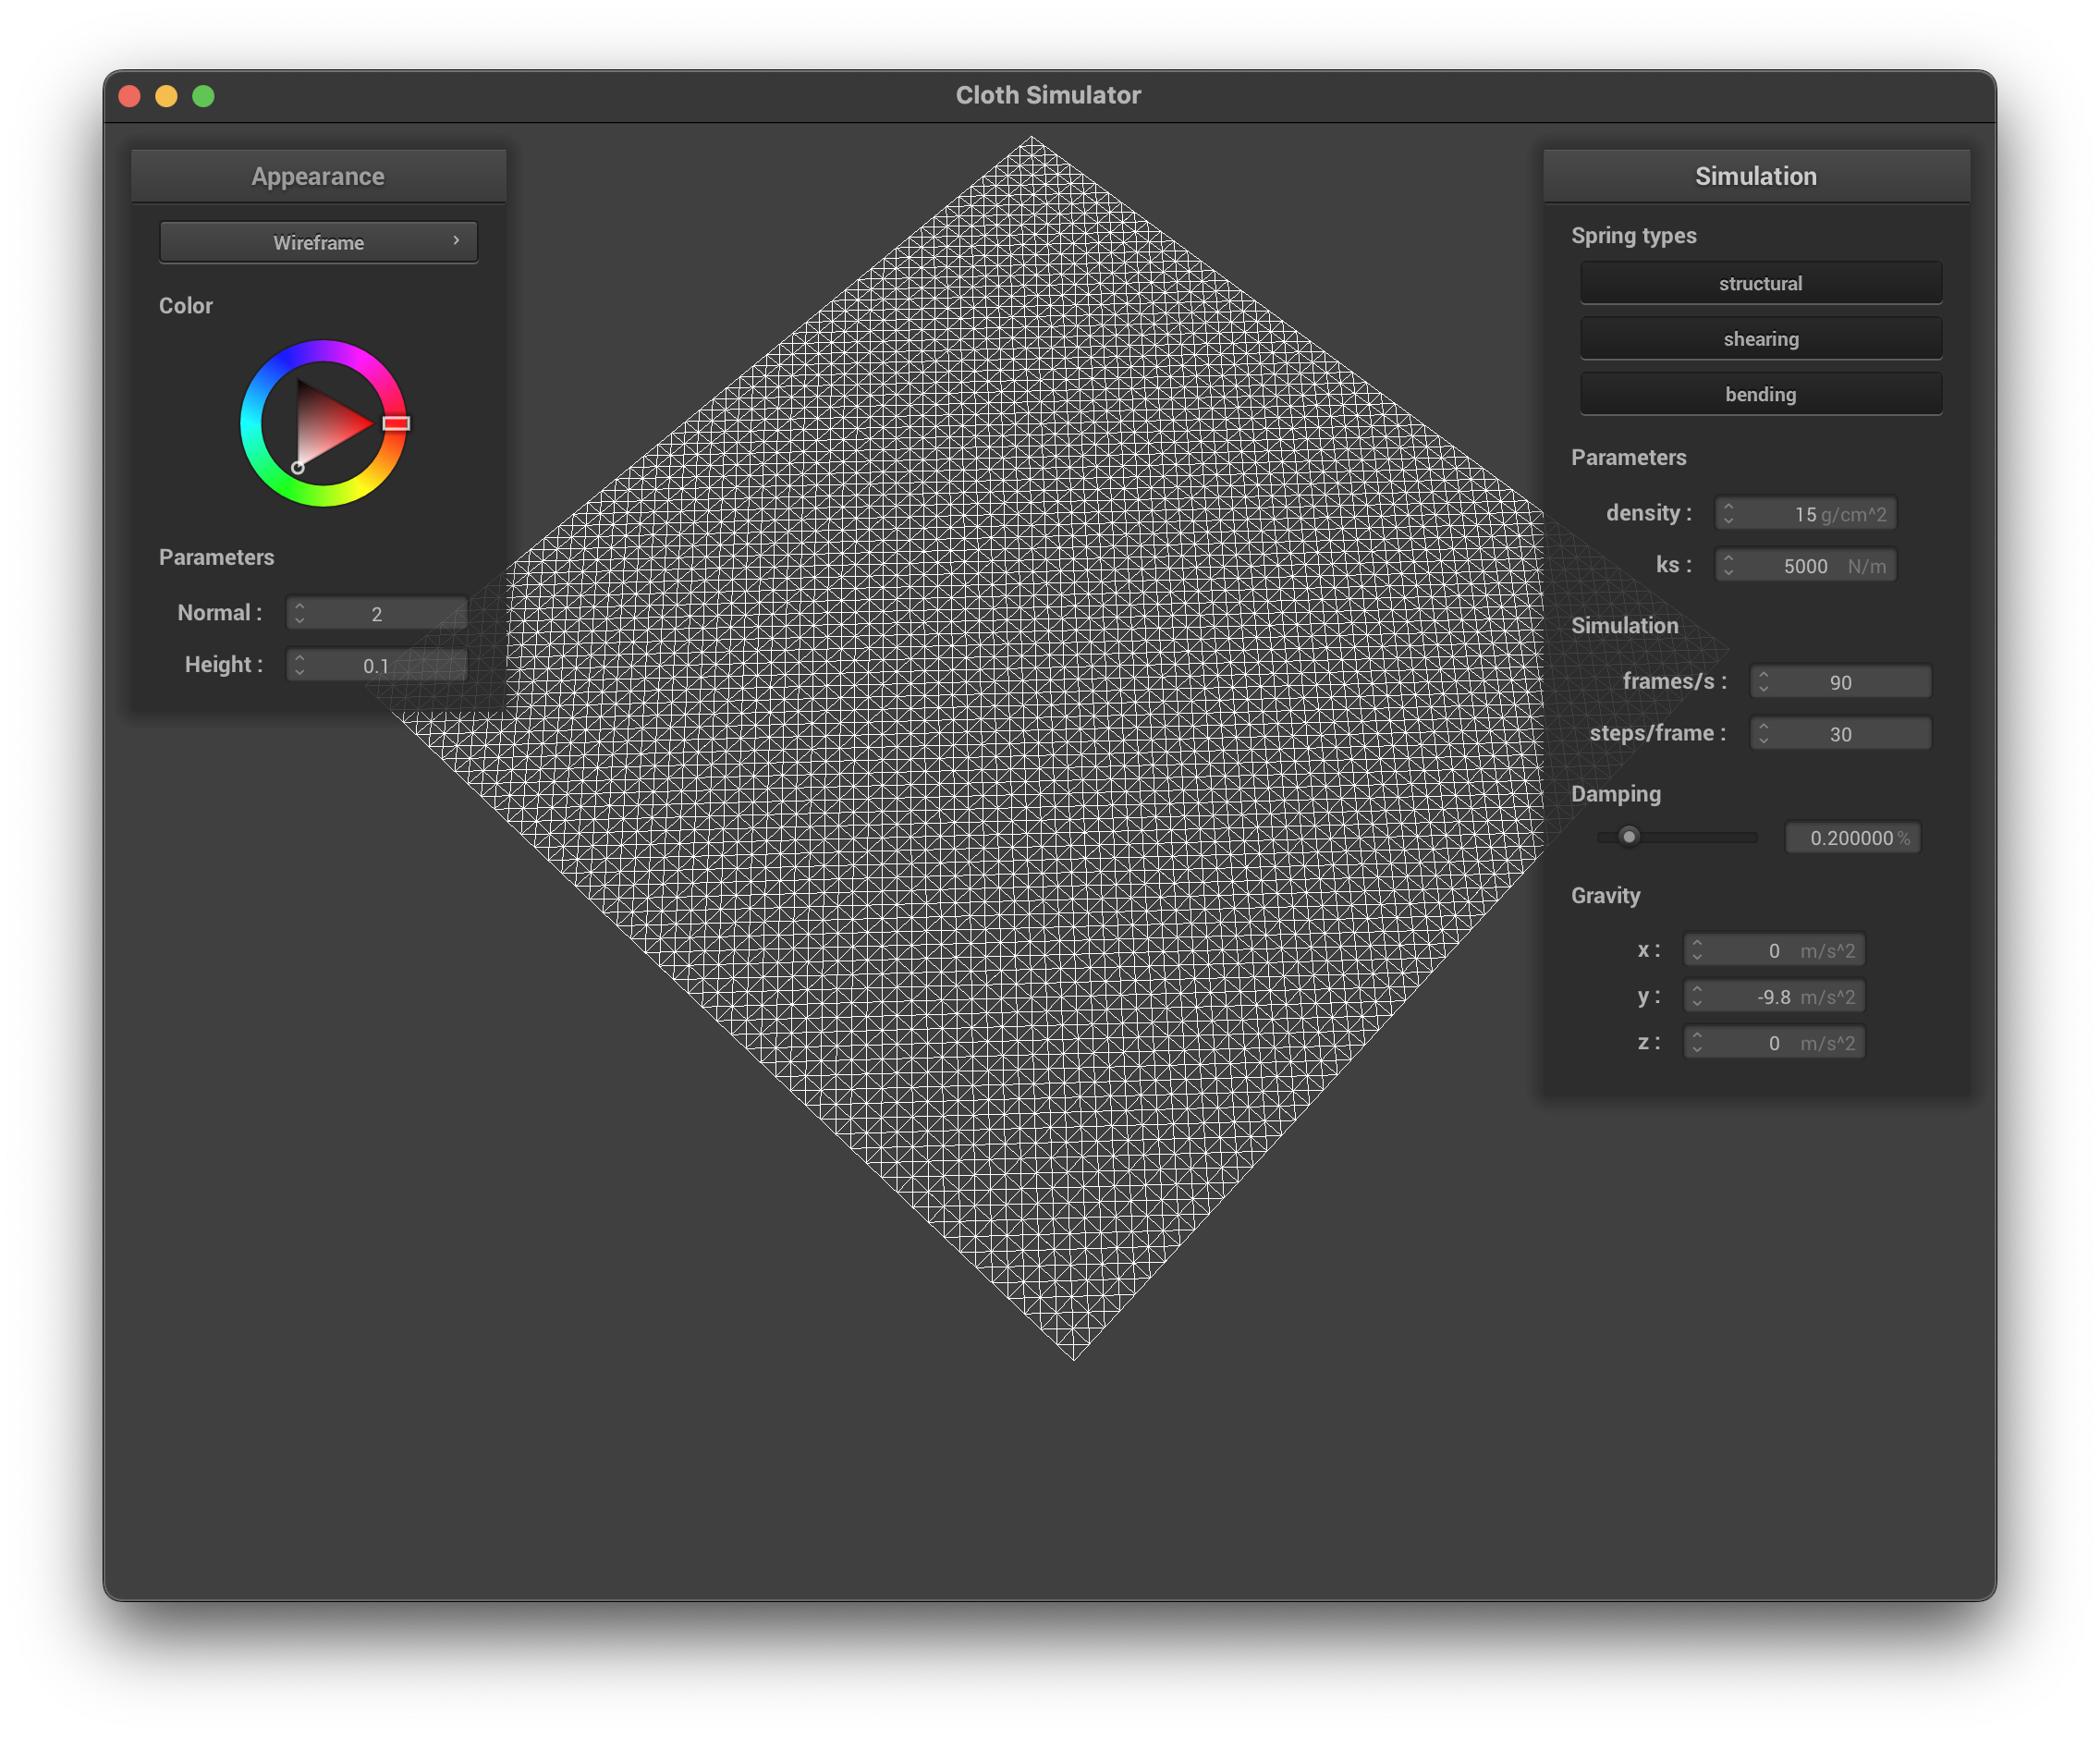 Cloth Simulator
Appearance
Wireframe
Color
Parameters
Normal : 2
Height : 0.1
Simulation
Spring types
structural
shearing
bending
Parameters
density : 15 g/cm^2
ks : 5000 N/m
Simulation
frames/s : 90
steps/frame : 30
Damping
0.200000 %
Gravity
x : 0 m/s^2
y : -9.8 m/s^2
z : 0 m/s^2